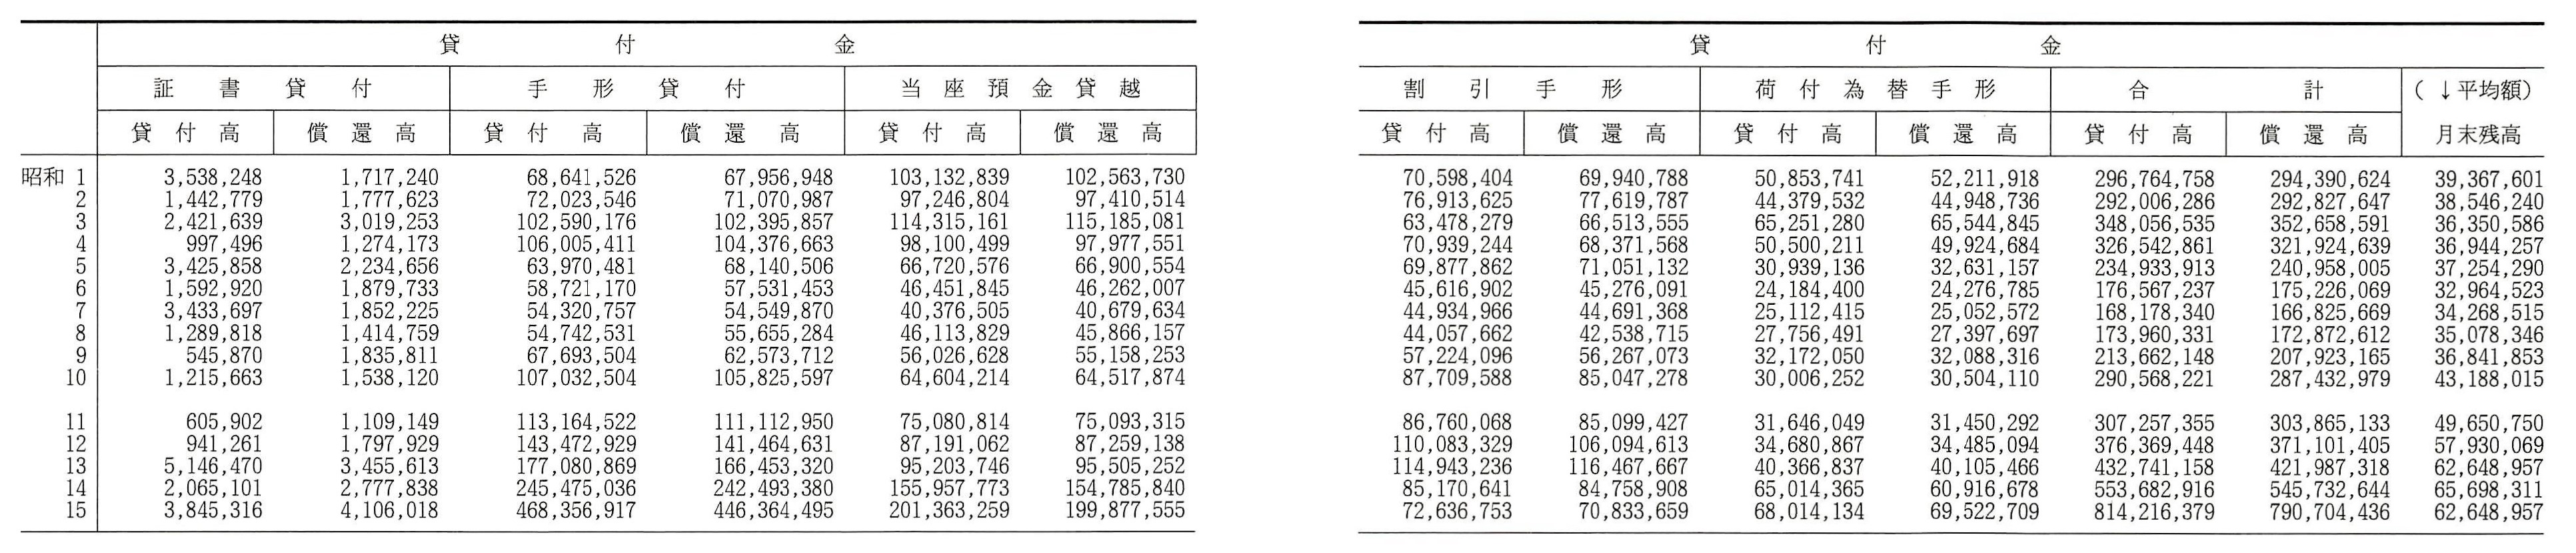 貸付金 貸付金
証書貸付 手形貸付 当座預金貸越 割引手形 荷付為替手形 合計 (↓平均額)
貸付高 償還高 貸付高 償還高 貸付高 償還高 貸付高 償還高 貸付高 償還高 貸付高 償還高 月末残高
昭和 1 3,538,248 1,717,240 68,641,526 67,956,948 103,132,839 102,563,730 70,598,404 69,940,788 50,853,741 52,211,918 296,764,758 294,390,624 39,367,601
2 1,442,779 1,777,623 72,023,546 71,070,987 97,246,804 97,410,514 76,913,625 77,619,787 44,379,532 44,948,736 292,006,286 292,827,647 38,546,240
3 2,421,639 3,019,253 102,590,176 102,395,857 114,315,161 115,185,081 63,478,279 66,513,555 65,251,280 65,544,845 348,056,535 352,658,591 36,350,586
4 997,496 1,274,173 106,005,411 104,376,663 98,100,499 97,977,551 70,939,244 68,371,568 50,500,211 49,924,684 326,542,861 321,924,639 36,944,257
5 3,425,858 2,234,656 63,970,481 68,140,506 66,720,576 66,900,554 69,877,862 71,051,132 30,939,136 32,631,157 234,933,913 240,958,005 37,254,290
6 1,592,920 1,879,733 58,721,170 57,531,453 46,451,845 46,262,007 45,616,902 45,276,091 24,184,400 24,276,785 176,567,237 175,226,069 32,964,523
7 3,433,697 1,852,225 54,320,757 54,549,870 40,376,505 40,679,634 44,934,966 44,691,368 25,112,415 25,052,572 168,178,340 166,825,669 34,268,515
8 1,289,818 1,414,759 54,742,531 55,655,284 46,113,829 45,866,157 44,057,662 42,538,715 27,756,491 27,397,697 173,960,331 172,872,612 35,078,346
9 545,870 1,835,811 67,693,504 62,573,712 56,026,628 55,158,253 57,224,096 56,267,073 32,172,050 32,088,316 213,662,148 207,923,165 36,841,853
10 1,215,663 1,538,120 107,032,504 105,825,597 64,604,214 64,517,874 87,709,588 85,047,278 30,006,252 30,504,110 290,568,221 287,432,979 43,188,015
11 605,902 1,109,149 113,164,522 111,112,950 75,080,814 75,093,315 86,760,068 85,099,427 31,646,049 31,450,292 307,257,355 303,865,133 49,650,750
12 941,261 1,797,929 143,472,929 141,464,631 87,191,062 87,259,138 110,083,329 106,094,613 34,680,867 34,485,094 376,369,448 371,101,405 57,930,069
13 5,146,470 3,455,613 177,080,869 166,453,320 95,203,746 95,505,252 114,943,236 116,467,667 40,366,837 40,105,466 432,741,158 421,987,318 62,648,957
14 2,065,101 2,777,838 245,475,036 242,493,380 155,957,773 154,785,840 85,170,641 84,758,908 65,014,365 60,916,678 553,682,916 545,732,644 65,698,311
15 3,845,316 4,106,018 468,356,917 446,364,495 201,363,259 199,877,555 72,636,753 70,833,659 68,014,134 69,522,709 814,216,379 790,704,436 62,648,957